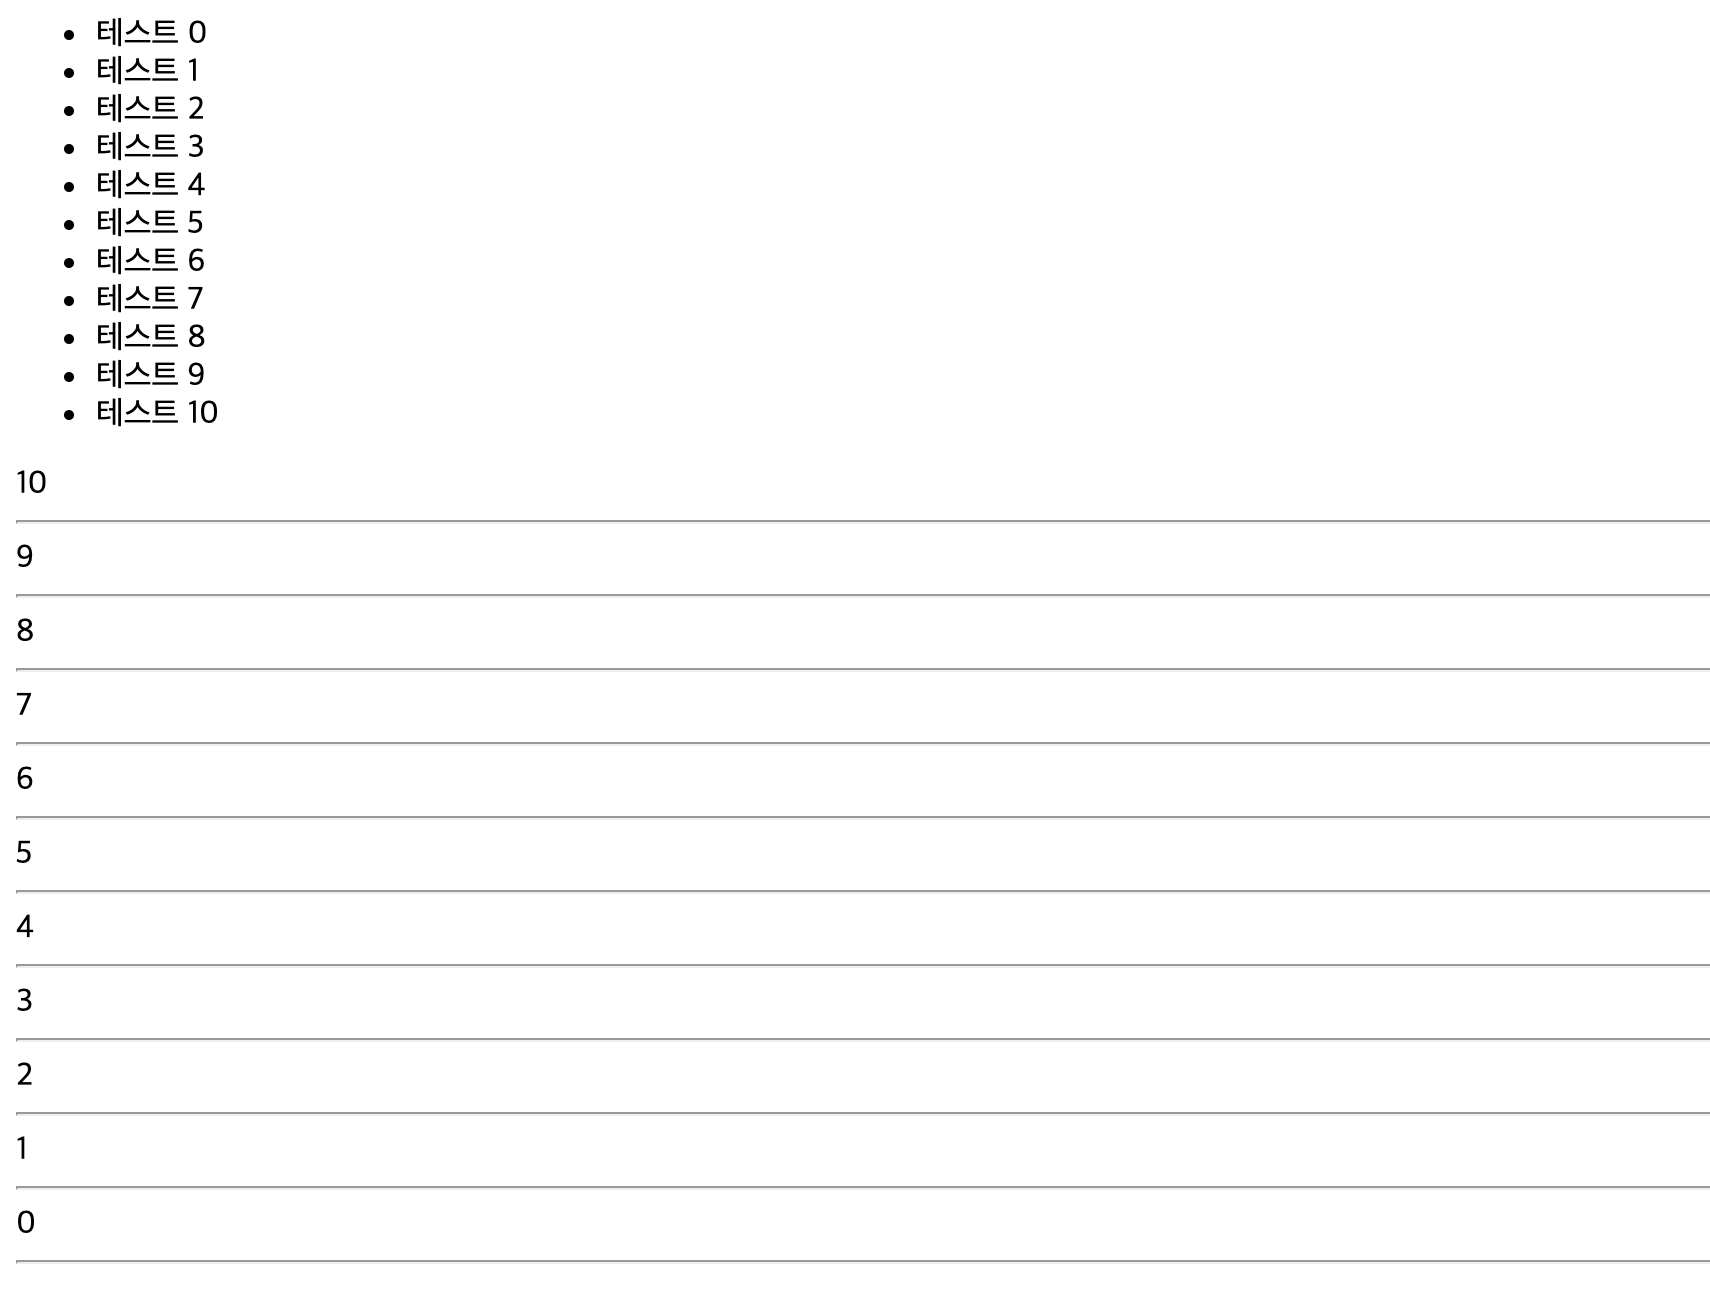 • 테스트 0
• 테스트 1
• 테스트 2
• 테스트 3
• 테스트 4
• 테스트 5
• 테스트 6
• 테스트 7
• 테스트 8
• 테스트 9
• 테스트 10
10
9
8
7
6
5
4
3
2
1
0